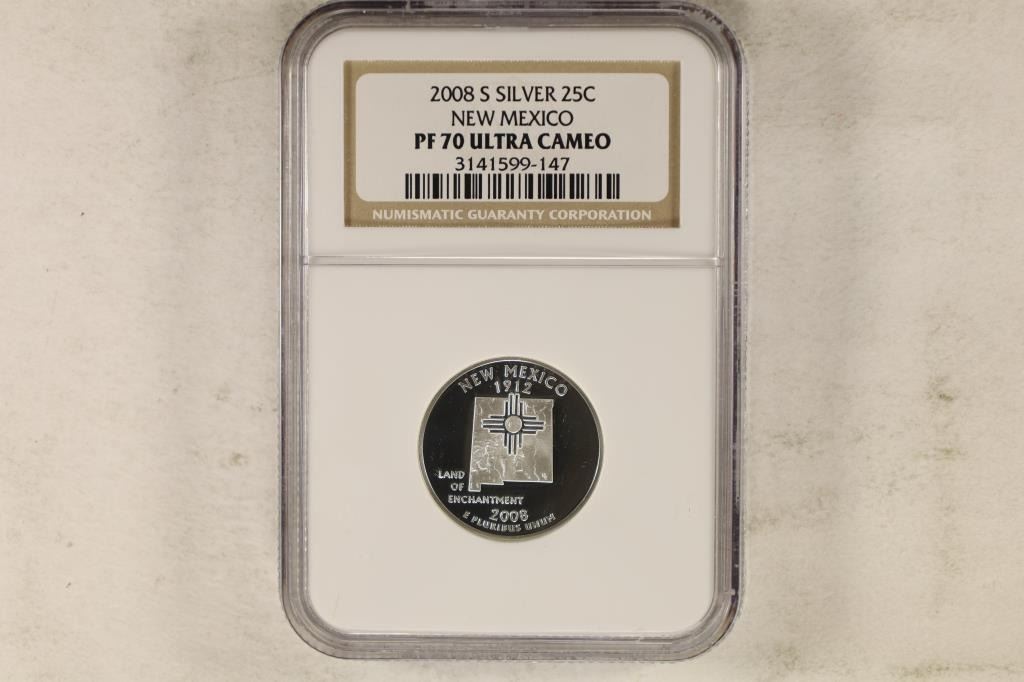 2008 S SILVER 25C
NEW MEXICO
PF 70 ULTRA CAMEO
3141599-147
NUMISMATIC GUARANTY CORPORATION
NEW MEXICO
1912
LAND
OF
ENCHANTMENT
2008
E PLURIBUS UNUM